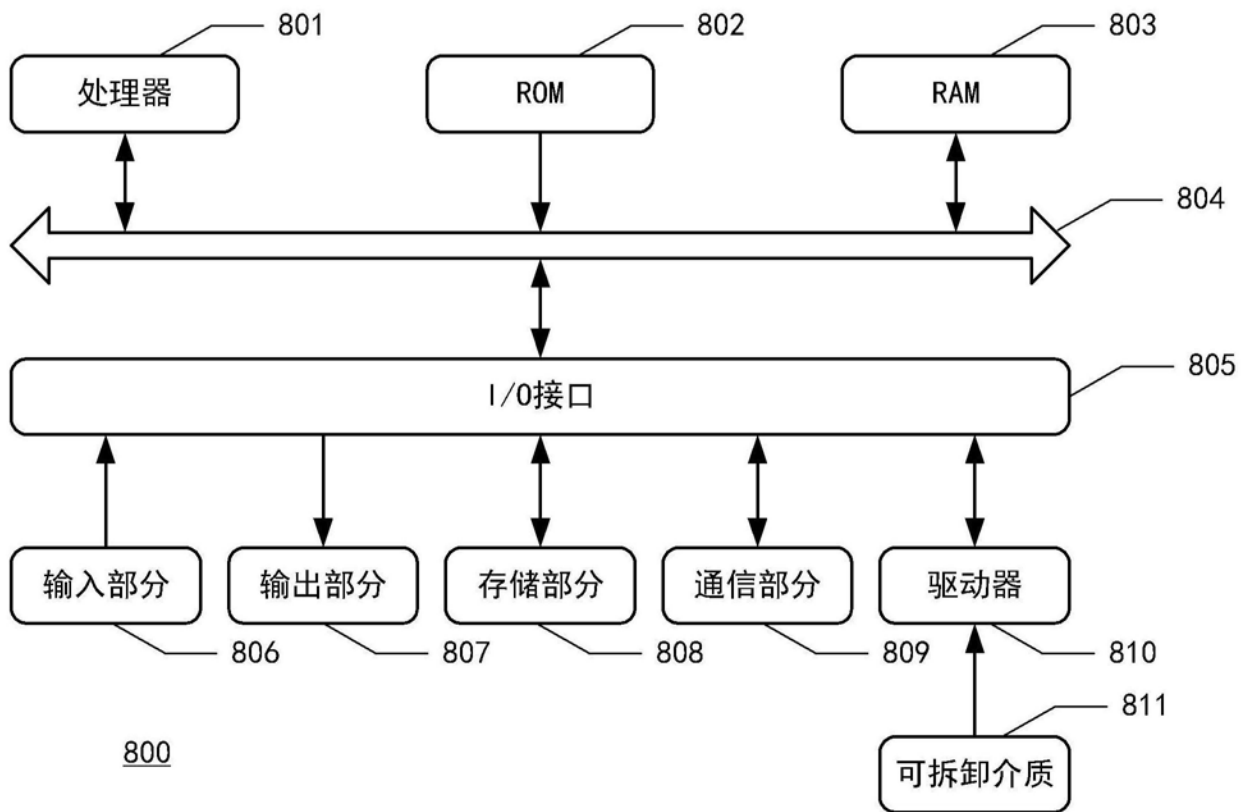 801
802
803
处理器
ROM
RAM
804
805
I/O接口
输入部分
输出部分
存储部分
通信部分
驱动器
806
807
808
809
810
811
800
可拆卸介质